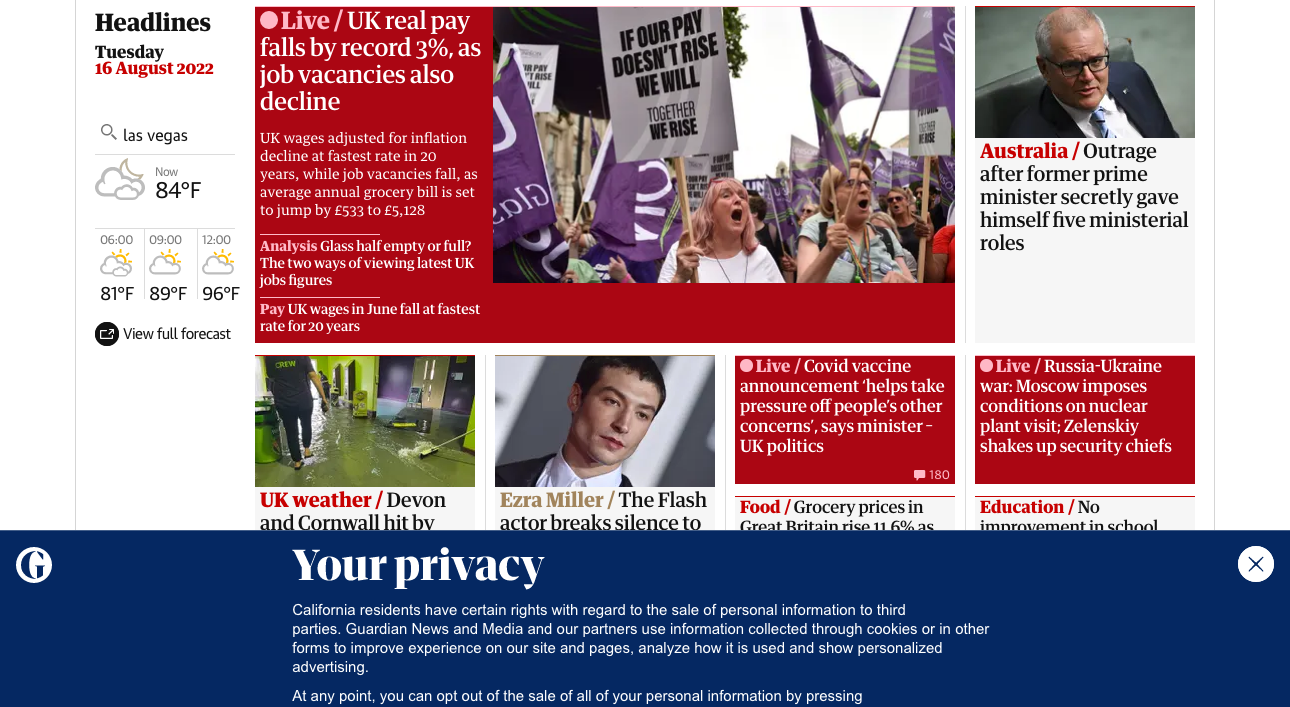 Headlines
Tuesday
16 August 2022
las vegas
Now
84°F
06:00
09:00
12:00
81°F
89°F
96°F
View full forecast
Live / UK real pay
falls by record 3%, as
job vacancies also
decline
UK wages adjusted for inflation
decline at fastest rate in 20
years, while job vacancies fall, as
average annual grocery bill is set
to jump by £533 to £5,128
Analysis Glass half empty or full?
The two ways of viewing latest UK
jobs figures
Pay UK wages in June fall at fastest
rate for 20 years
IF OUR PAY
DOESN'T RISE
WE WILL
TOGETHER
WE RISE
Australia / Outrage
after former prime
minister secretly gave
himself five ministerial
roles
CREW
UK weather / Devon
and Cornwall hit by
Ezra Miller / The Flash
actor breaks silence to
Live / Covid vaccine
announcement ‘helps take
pressure off people’s other
concerns’, says minister –
UK politics
180
Food / Grocery prices in
Great Britain rise 11.6% as
Live / Russia-Ukraine
war: Moscow imposes
conditions on nuclear
plant visit; Zelenskiy
shakes up security chiefs
Education / No
improvement in school
Your privacy
California residents have certain rights with regard to the sale of personal information to third
parties. Guardian News and Media and our partners use information collected through cookies or in other
forms to improve experience on our site and pages, analyze how it is used and show personalized
advertising.
At any point, you can opt out of the sale of all of your personal information by pressing